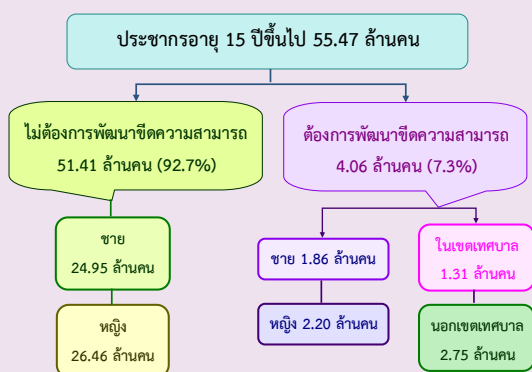 ประชากรอายุ 15 ปีขึ้นไป 55.47 ล้านคน
ไม่ต้องการพัฒนาขีดความสามารถ
51.41 ล้านคน (92.7%)
ต้องการพัฒนาขีดความสามารถ
4.06 ล้านคน (7.3%)
ชาย
24.95 ล้านคน
หญิง
26.46 ล้านคน
ชาย 1.86 ล้านคน
หญิง 2.20 ล้านคน
ในเขตเทศบาล
1.31 ล้านคน
นอกเขตเทศบาล
2.75 ล้านคน